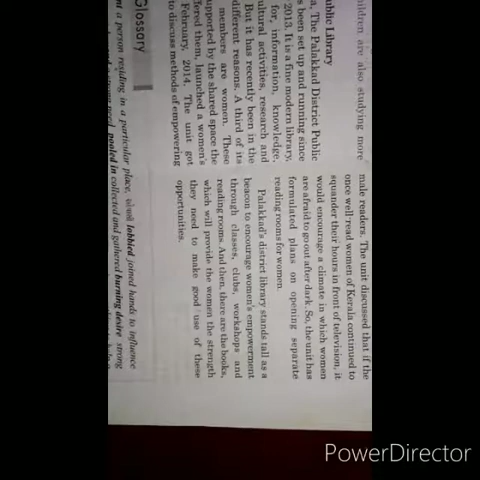 children are also studying more
Public Library
a, The Palakkad District Public
s been set up and running since
2013. It is a fine modern library,
for, information, knowledge,
cultural activities, research and
But it has recently been in the
different reasons. A third of its
members are women. These
supported by the shared space the
fered them, launched a women's
February, 2014. The unit got
to discuss methods of empowering
male readers. The unit discussed that if the
once well read women of Kerala continued to
squander their hours in front of television, it
would encourage a climate in which women
are afraid to go out after dark. So, the unit has
formulated plans on opening separate
reading rooms for women.
Palakkad's district library stands tall as a
beacon to encourage women's empowerment
through classes, clubs, workshops and
reading rooms. And then, there are the books,
which will provide the women the strength
they need to make good use of these
opportunities.
Glossary
a person residing in a particular place, lobbied joined hands to influence
pooled in collected and gathered burning desire strong
PowerDirector